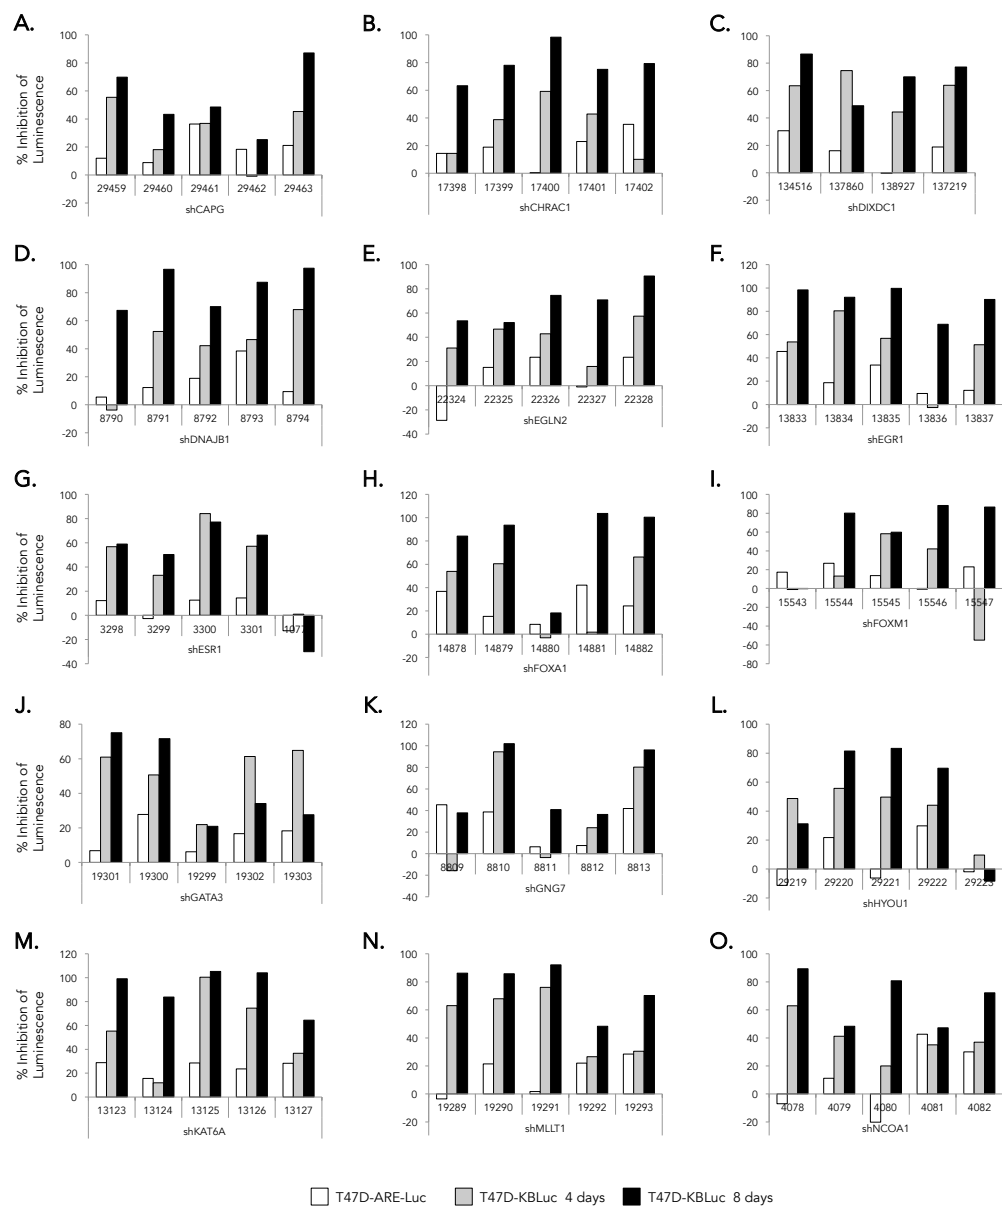 A.
% Inhibition of
Luminescence
100
80
60
40
20
0
-20
29459 29460 29461 29462 29463
shCAPG
B.
100
80
60
40
20
0
-20
17398 17399 17400 17401 17402
shCHRAC1
C.
100
80
60
40
20
0
-20
134516 137860 138927 137219
shDIXDC1
D.
% Inhibition of
Luminescence
100
80
60
40
20
0
-20
8790 8791 8792 8793 8794
shDNAJB1
E.
100
80
60
40
20
0
-20
-40
22324 22325 22326 22327 22328
shEGLN2
F.
120
100
80
60
40
20
0
-20
13833 13834 13835 13836 13837
shEGR1
G.
% Inhibition of
Luminescence
100
80
60
40
20
0
-20
-40
3298 3299 3300 3301
shESR1
H.
120
100
80
60
40
20
0
-20
14878 14879 14880 14881 14882
shFOXA1
I.
100
80
60
40
20
0
-20
-40
-60
-80
15543 15544 15545 15546 15547
shFOXM1
J.
% Inhibition of
Luminescence
80
60
40
20
0
19301 19300 19299 19302 19303
shGATA3
K.
120
100
80
60
40
20
0
-20
-40
8809 8810 8811 8812 8813
shGNG7
L.
100
80
60
40
20
0
-20
29219 29220 29221 29222 29223
shHYOU1
M.
% Inhibition of
Luminescence
120
100
80
60
40
20
0
13123 13124 13125 13126 13127
shKAT6A
N.
100
80
60
40
20
0
-20
19289 19290 19291 19292 19293
shMLLT1
O.
100
80
60
40
20
0
-20
4078 4079 4080 4081 4082
shNCOA1
T47D-ARE-Luc T47D-KBLuc 4 days T47D-KBLuc 8 days